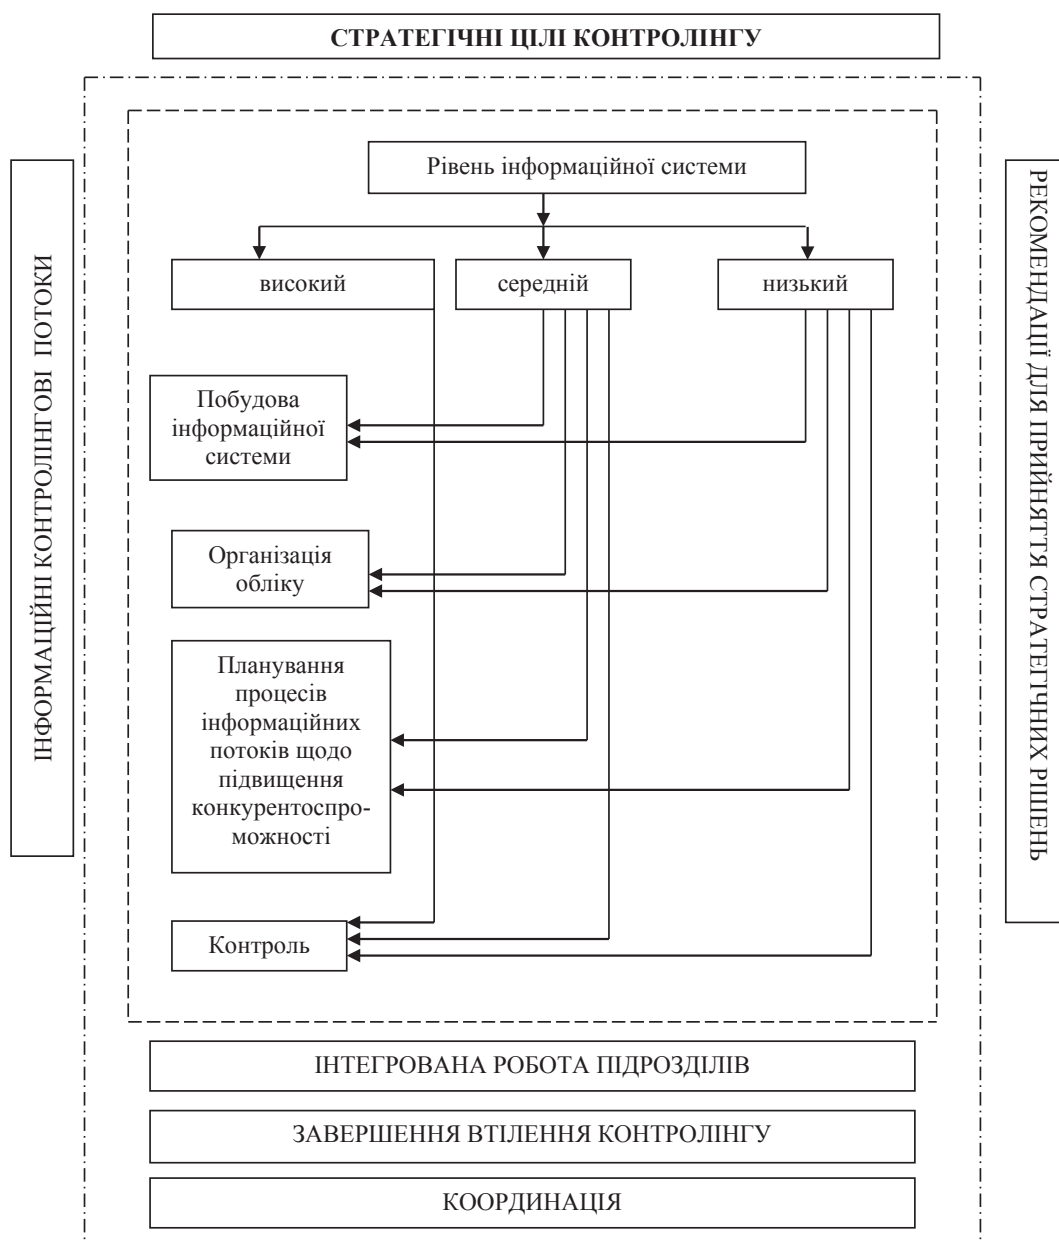 СТРАТЕГІЧНІ ЦІЛІ КОНТРОЛІНГУ
ІНФОРМАЦІЙНІ КОНТРОЛІНГОВІ ПОТОКИ
Рівень інформаційної системи
високий
середній
низький
Побудова
інформаційної
системи
Організація
обліку
Планування
процесів
інформаційних
потоків щодо
підвищення
конкурентоспро-
можності
Контроль
РЕКОМЕНДАЦІЇ ДЛЯ ПРИЙНЯТТЯ СТРАТЕГІЧНИХ РІШЕНЬ
ІНТЕГРОВАНА РОБОТА ПІДРОЗДІЛІВ
ЗАВЕРШЕННЯ ВТІЛЕННЯ КОНТРОЛІНГУ
КООРДИНАЦІЯ